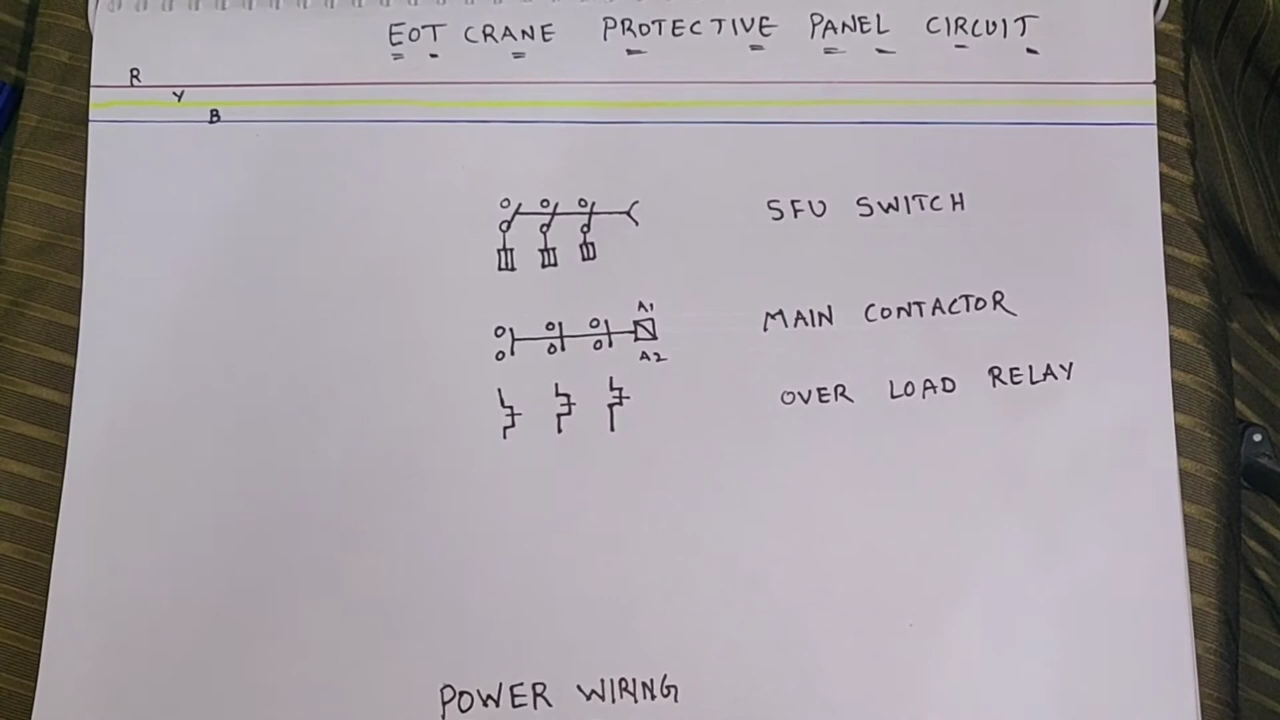 EOT CRANE PROTECTIVE PANEL CIRCUIT
R
Y
B
SFU SWITCH
A1
MAIN CONTACTOR
A2
OVER LOAD RELAY
POWER WIRING